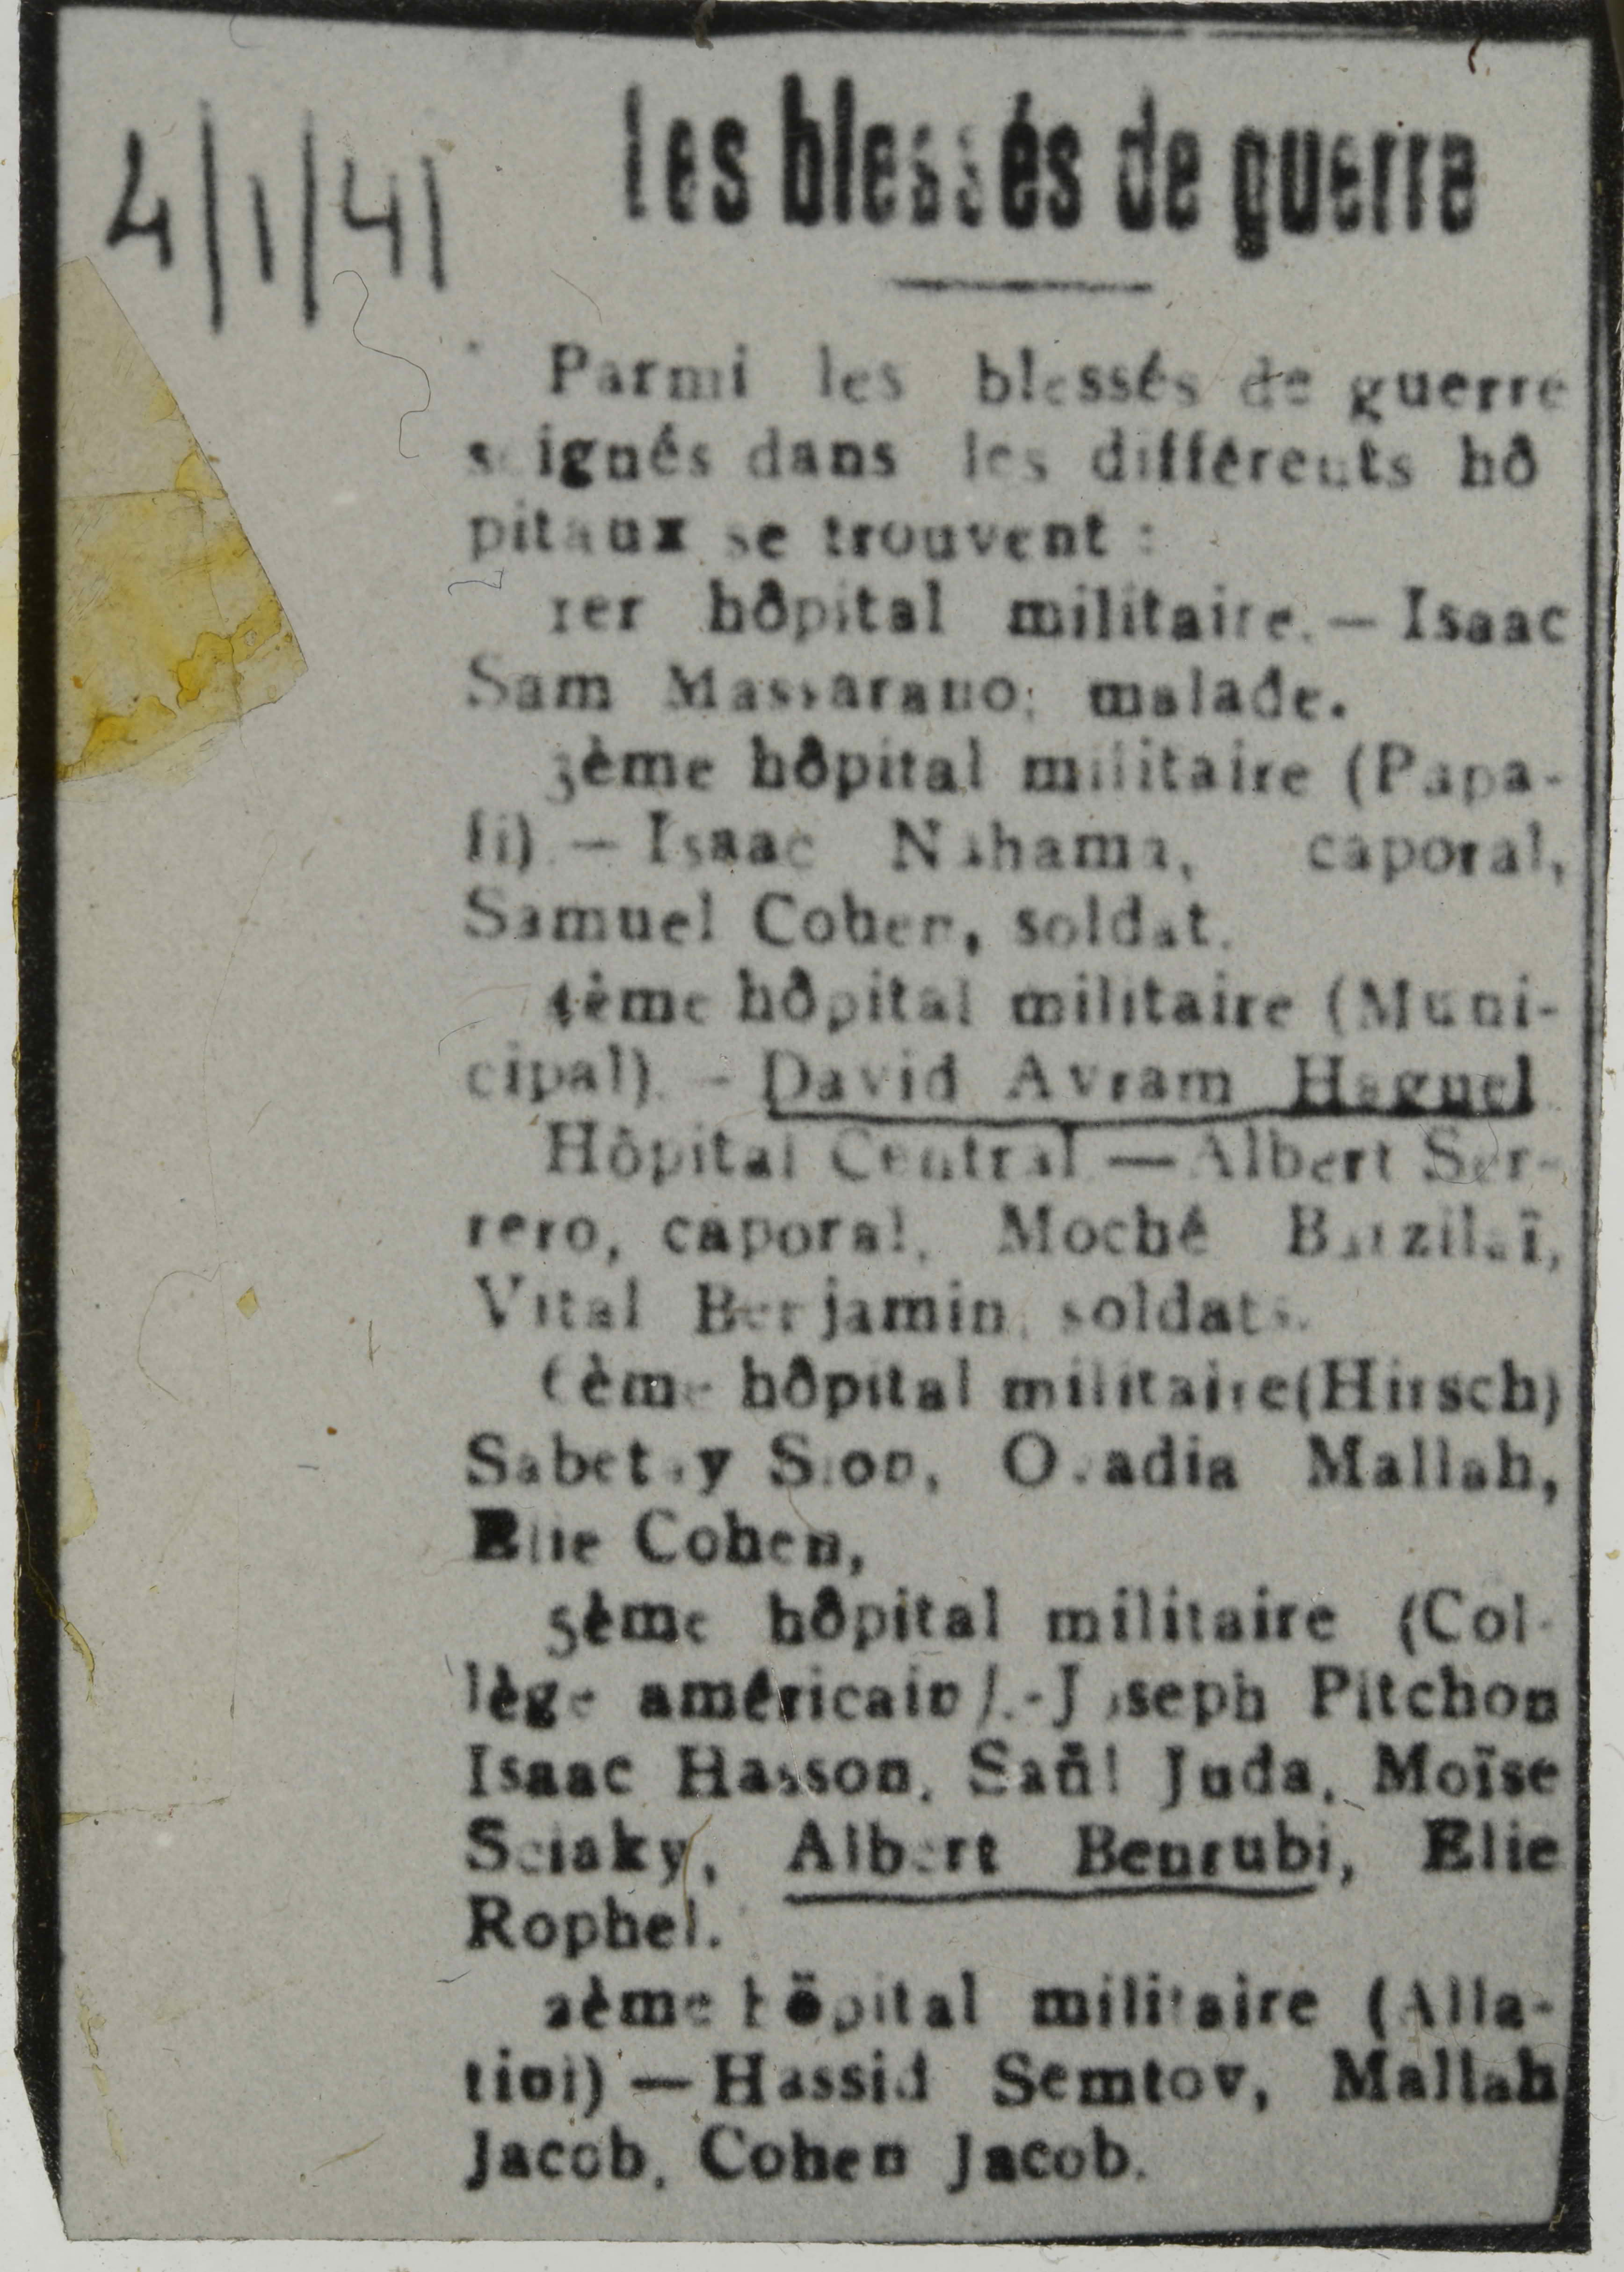 4/1/41
Les blessés de guerre
Parmi les blessés de guerre
soignés dans les différents hô
pitaux se trouvent :
1er hôpital militaire. — Isaac
Sam Massarano; malade.
3ème hôpital militaire (Papa-
fi) — Isaac Nahama, caporal,
Samuel Cohen, soldat.
4ème hôpital militaire (Muni-
cipal). - David Avram Haguel
Hôpital Central — Albert Ser-
rero, caporal, Moché Barzilaï,
Vital Benjamin, soldats.
6ème hôpital militaire (Hirsch)
Sabetay Sion, Ovadia Mallah,
Elie Cohen,
5ème hôpital militaire (Col-
lège américain).-Joseph Pitchon
Isaac Hasson, Juda, Moïse
Sciaky, Albert Benrubi, Elie
Rophel.
2ème hôpital militaire (Alla-
tini) — Hassid Semtov, Mallah
Jacob, Cohen Jacob.